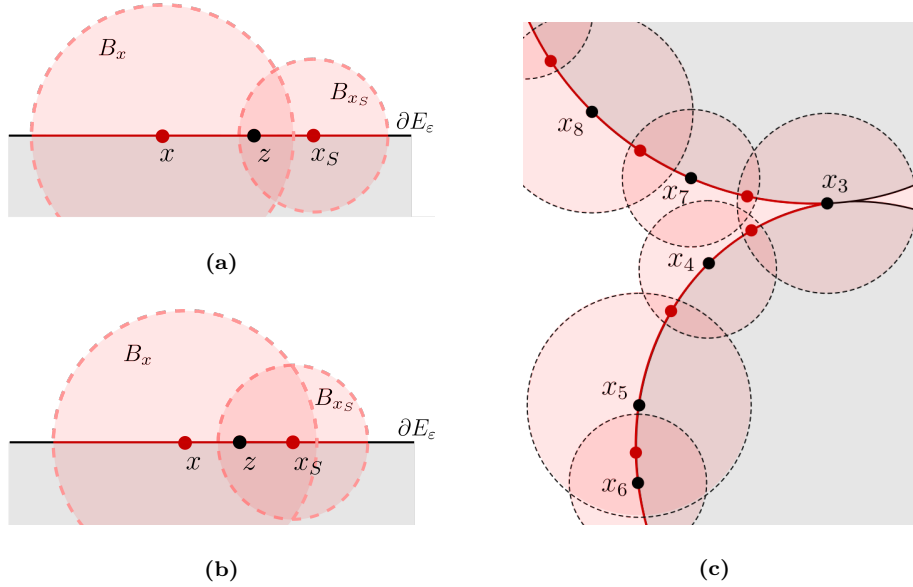 B_x
B_{x_S}
∂E_ε
x
z
x_S
(a)
B_x
B_{x_S}
∂E_ε
x
z
x_S
(b)
x_8
x_7
x_3
x_4
x_5
x_6
(c)